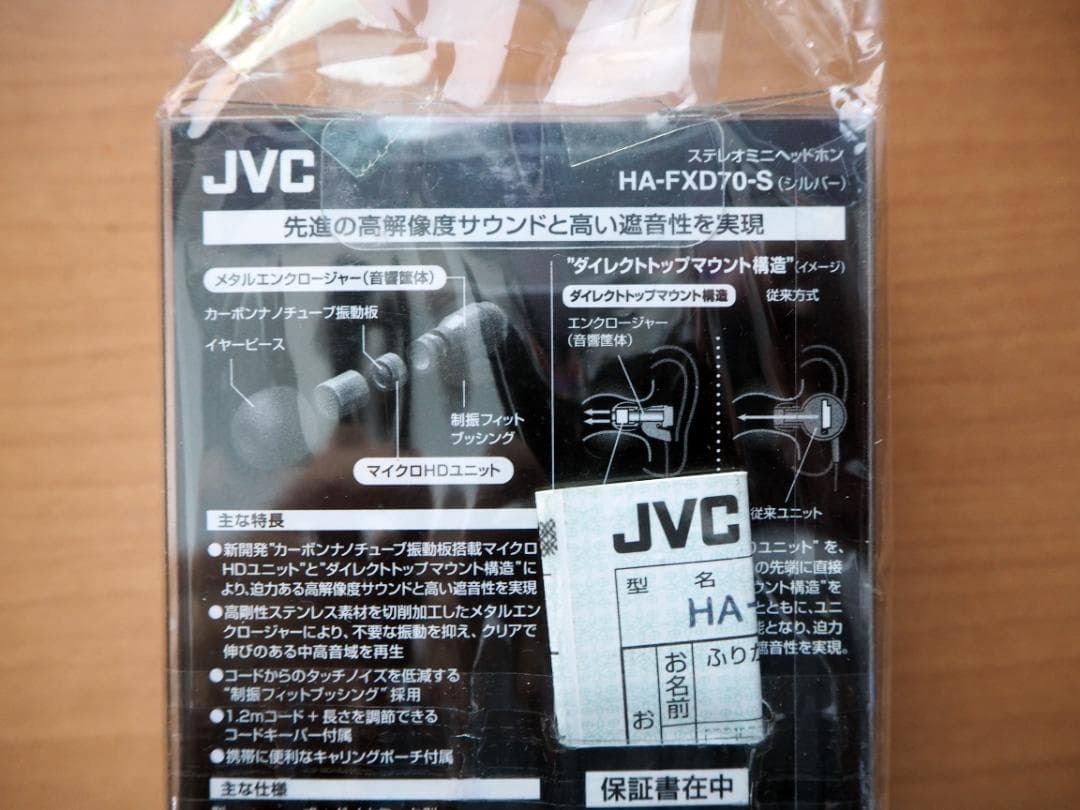 JVC
ステレオミニヘッドホン
HA-FXD70-S(シルバー)
先進の高解像度サウンドと高い遮音性を実現
メタルエンクロージャー(音響筐体)
カーボンナノチューブ振動板
イヤーピース
制振フィット
ブッシング
マイクロHDユニット
"ダイレクトトップマウント構造"(イメージ)
ダイレクトトップマウント構造
従来方式
エンクロージャー
(音響筐体)
従来ユニット
主な特長
●新開発"カーボンナノチューブ振動板搭載マイクロ
HDユニット"と"ダイレクトトップマウント構造"に
より、迫力ある高解像度サウンドと高い遮音性を実現
●高剛性ステンレス素材を切削加工したメタルエン
クロージャーにより、不要な振動を抑え、クリアで
伸びのある中高音域を再生
●コードからのタッチノイズを低減する
"制振フィットブッシング"採用
●1.2mコード+長さを調節できる
コードキーパー付属
●携帯に便利なキャリングポーチ付属
主な仕様
ユニット"を、
の先端に直接
ウント構造"を
とともに、ユニ
能となり、迫力
遮音性を実現。
JVC
型 名
HA-
ふりが
お名前
お
保証書在中